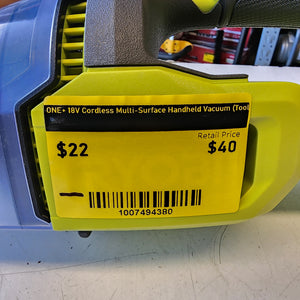 ONE+ 18V Cordless Multi-Surface Handheld Vacuum (Tool
Retail Price
$22 $40
1007494380